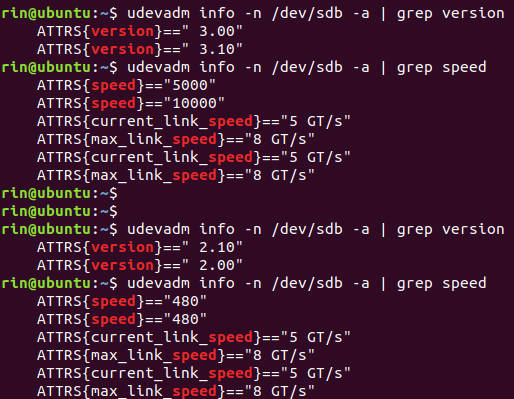 rin@ubuntu:~$ udevadm info -n /dev/sdb -a | grep version
    ATTRS{version}==" 3.00"
    ATTRS{version}==" 3.10"
rin@ubuntu:~$ udevadm info -n /dev/sdb -a | grep speed
    ATTRS{speed}=="5000"
    ATTRS{speed}=="10000"
    ATTRS{current_link_speed}=="5 GT/s"
    ATTRS{max_link_speed}=="8 GT/s"
    ATTRS{current_link_speed}=="5 GT/s"
    ATTRS{max_link_speed}=="8 GT/s"
rin@ubuntu:~$
rin@ubuntu:~$
rin@ubuntu:~$ udevadm info -n /dev/sdb -a | grep version
    ATTRS{version}==" 2.10"
    ATTRS{version}==" 2.00"
rin@ubuntu:~$ udevadm info -n /dev/sdb -a | grep speed
    ATTRS{speed}=="480"
    ATTRS{speed}=="480"
    ATTRS{current_link_speed}=="5 GT/s"
    ATTRS{max_link_speed}=="8 GT/s"
    ATTRS{current_link_speed}=="5 GT/s"
    ATTRS{max_link_speed}=="8 GT/s"